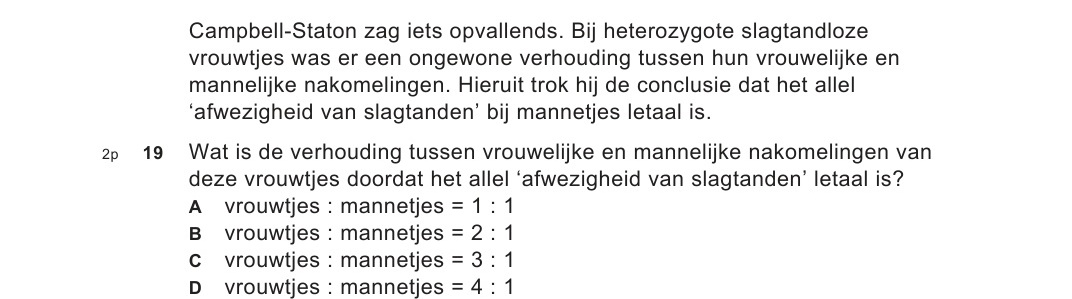 Campbell-Staton zag iets opvallends. Bij heterozygote slagtandloze
vrouwtjes was er een ongewone verhouding tussen hun vrouwelijke en
mannelijke nakomelingen. Hieruit trok hij de conclusie dat het allel
‘afwezigheid van slagtanden’ bij mannetjes letaal is.
2p 19 Wat is de verhouding tussen vrouwelijke en mannelijke nakomelingen van
deze vrouwtjes doordat het allel ‘afwezigheid van slagtanden’ letaal is?
A vrouwtjes : mannetjes = 1 : 1
B vrouwtjes : mannetjes = 2 : 1
C vrouwtjes : mannetjes = 3 : 1
D vrouwtjes : mannetjes = 4 : 1